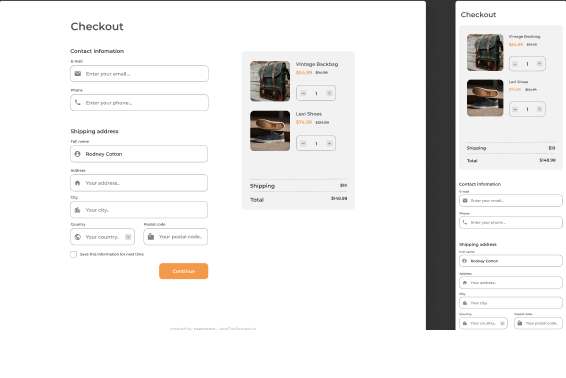 Checkout
Contact information
E-mail
Enter your email...
Phone
Enter your phone...
Shipping address
Full name
Rodney Cotton
Address
Your address..
City
Your city..
Country
Postal code
Your country..
Your postal code..
Save this information for next time
Continue
Vintage Backbag
$54.99 $94.99
1
Levi Shoes
$74.99 $124.99
1
Shipping
$19
Total
$148.98
created by
Checkout
Vintage Backbag
$54.99 $94.99
1
Levi Shoes
$74.99 $124.99
1
Shipping
$19
Total
$148.98
Contact information
E-mail
Enter your email...
Phone
Enter your phone...
Shipping address
Full name
Rodney Cotton
Address
Your address..
City
Your city
Country
Postal code
Your country..
Your postal code..